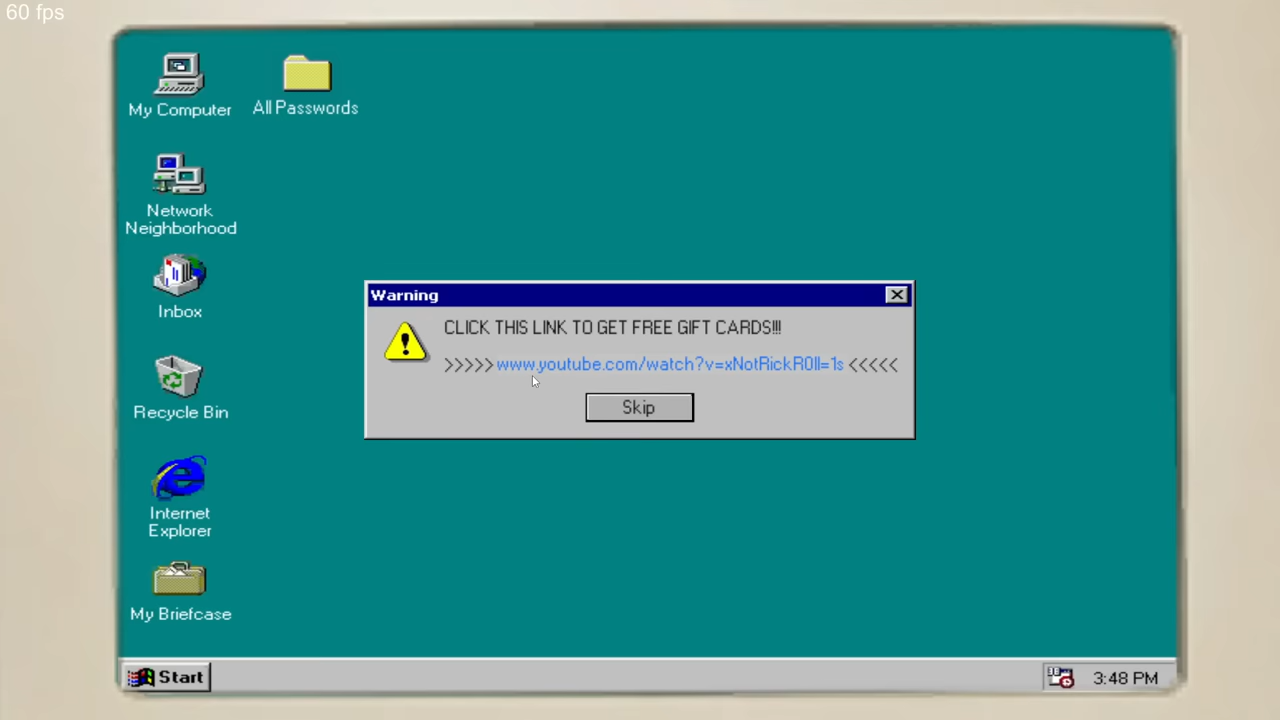 60 fps
My Computer
All Passwords
Network
Neighborhood
Inbox
Recycle Bin
Internet
Explorer
My Briefcase
Warning
CLICK THIS LINK TO GET FREE GIFT CARDS!!!
>>>>> www.youtube.com/watch?v=xNotRickR0ll=1s <<<<<
Skip
Start
3:48 PM